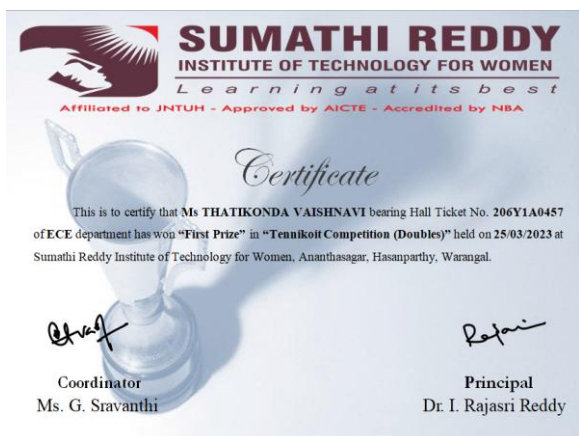 SUMATHI REDDY
INSTITUTE OF TECHNOLOGY FOR WOMEN
Learning at its best
Affiliated to JNTUH - Approved by AICTE - Accredited by NBA
Certificate
This is to certify that Ms THATIKONDA VAISHNAVI bearing Hall Ticket No. 206Y1A0457
of ECE department has won “First Prize” in “Tennikoit Competition (Doubles)” held on 25/03/2023 at
Sumathi Reddy Institute of Technology for Women, Ananthasagar, Hasanparthy, Warangal.
Coordinator
Ms. G. Sravanthi
Principal
Dr. I. Rajasri Reddy